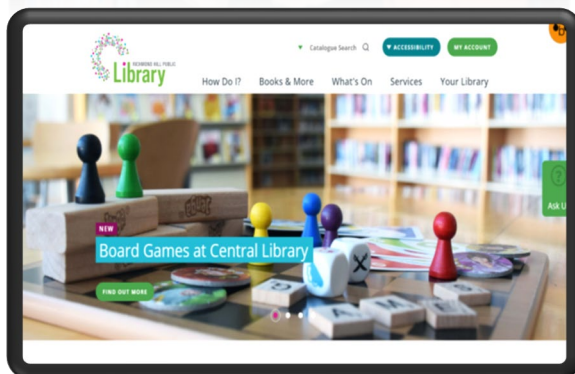 RICHMOND HILL PUBLIC
Library
Catalogue Search
ACCESSIBILITY
MY ACCOUNT
How Do I?
Books & More
What's On
Services
Your Library
NEW
Board Games at Central Library
FIND OUT MORE
?
Ask U
X
G A M E S